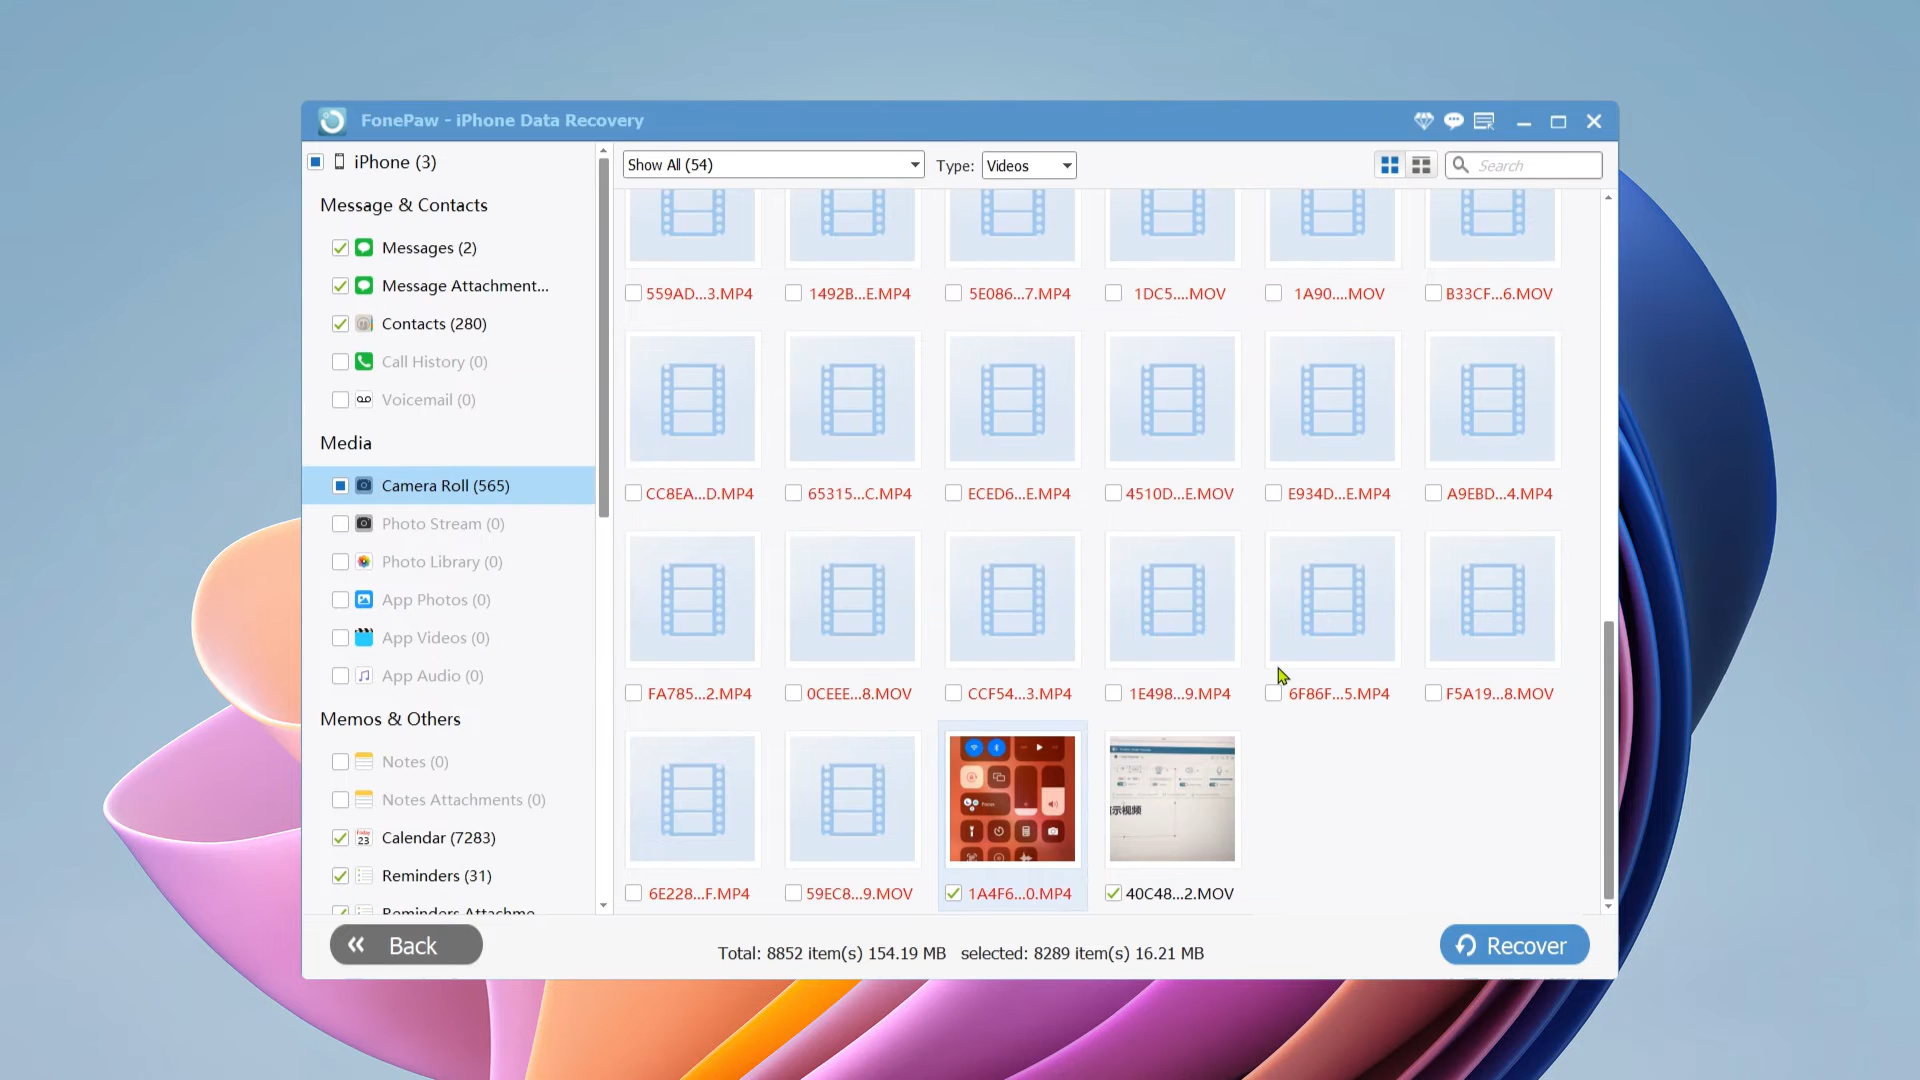 FonePaw - iPhone Data Recovery
iPhone (3)
Show All (54)
Type: Videos
Search
Message & Contacts
Messages (2)
Message Attachment...
Contacts (280)
Call History (0)
Voicemail (0)
Media
Camera Roll (565)
Photo Stream (0)
Photo Library (0)
App Photos (0)
App Videos (0)
App Audio (0)
Memos & Others
Notes (0)
Notes Attachments (0)
Calendar (7283)
Reminders (31)
Reminders Attachme...
559AD...3.MP4 1492B...E.MP4 5E086...7.MP4 1DC5....MOV 1A90....MOV B33CF...6.MOV
CC8EA...D.MP4 65315...C.MP4 ECED6...E.MP4 4510D...E.MOV E934D...E.MP4 A9EBD...4.MP4
FA785...2.MP4 0CEEE...8.MOV CCF54...3.MP4 1E498...9.MP4 6F86F...5.MP4 F5A19...8.MOV
Focus
示视频
6E228...F.MP4 59EC8...9.MOV 1A4F6...0.MP4 40C48...2.MOV
Back
Total: 8852 item(s) 154.19 MB selected: 8289 item(s) 16.21 MB
Recover